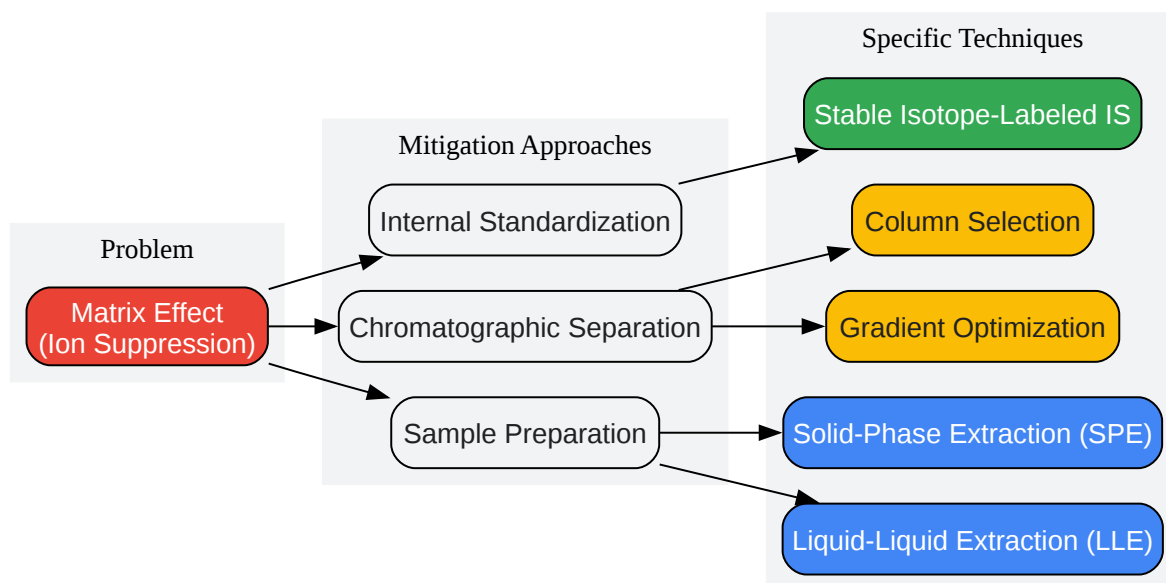 Problem
Matrix Effect
(Ion Suppression)
Mitigation Approaches
Internal Standardization
Chromatographic Separation
Sample Preparation
Specific Techniques
Stable Isotope-Labeled IS
Column Selection
Gradient Optimization
Solid-Phase Extraction (SPE)
Liquid-Liquid Extraction (LLE)